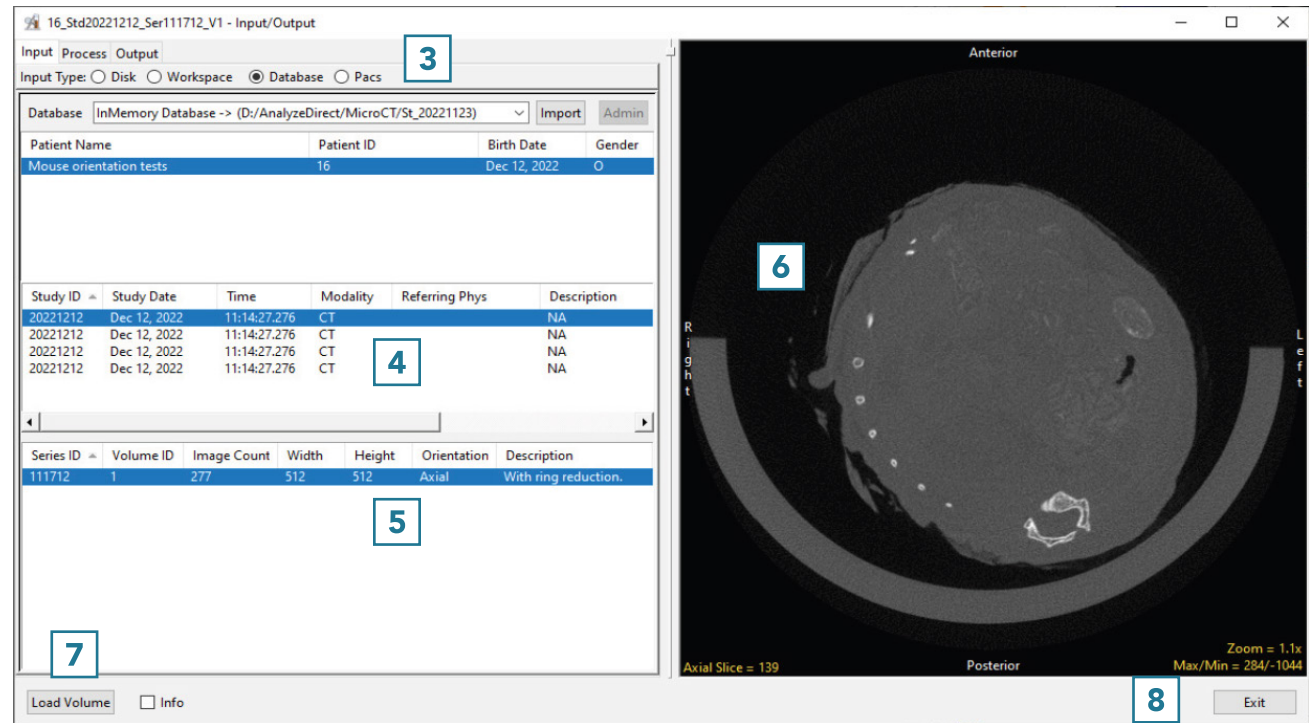 16_Std20221212_Ser111712_V1 - Input/Output
Input Process Output
3
Input Type: Disk Workspace Database Pacs
Database InMemory Database -> (D:/AnalyzeDirect/MicroCT/St_20221123) Import Admin
Patient Name Patient ID Birth Date Gender
Mouse orientation tests 16 Dec 12, 2022 O
Study ID Study Date Time Modality Referring Phys Description
20221212 Dec 12, 2022 11:14:27.276 CT NA
20221212 Dec 12, 2022 11:14:27.276 CT NA
20221212 Dec 12, 2022 11:14:27.276 CT NA
20221212 Dec 12, 2022 11:14:27.276 CT NA
4
Series ID Volume ID Image Count Width Height Orientation Description
111712 1 277 512 512 Axial With ring reduction.
5
7
Load Volume Info
Anterior
6
Right
Left
Zoom = 1.1x
Axial Slice = 139 Posterior Max/Min = 284/-1044
8
Exit